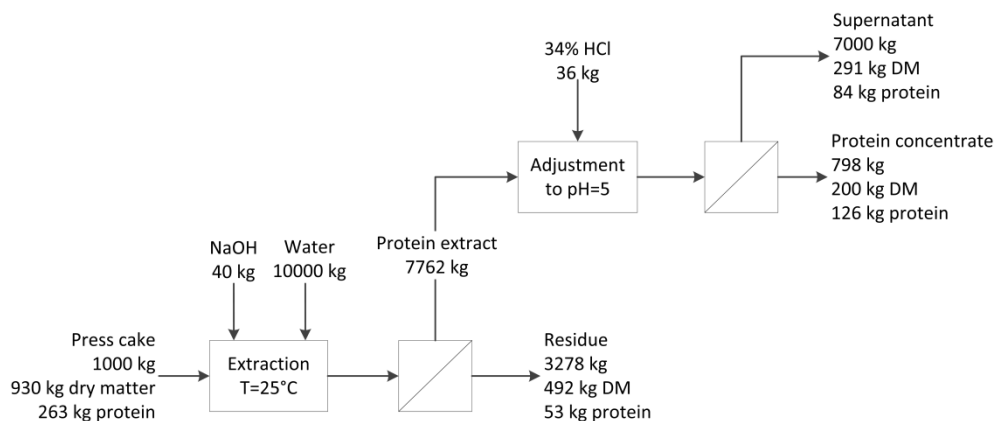 Supernatant
7000 kg
291 kg DM
84 kg protein
34% HCl
36 kg
Adjustment
to pH=5
Protein concentrate
798 kg
200 kg DM
126 kg protein
NaOH
40 kg
Water
10000 kg
Protein extract
7762 kg
Press cake
1000 kg
930 kg dry matter
263 kg protein
Extraction
T=25°C
Residue
3278 kg
492 kg DM
53 kg protein